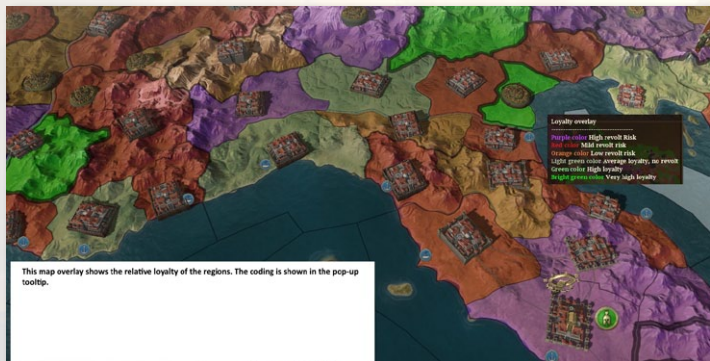 Loyalty overlay
Purple color High revolt Risk
Red color Mild revolt risk
Orange color Low revolt risk
Light green color Average loyalty, no revolt
Green color High loyalty
Bright green color Very high loyalty
This map overlay shows the relative loyalty of the regions. The coding is shown in the pop-up
tooltip.